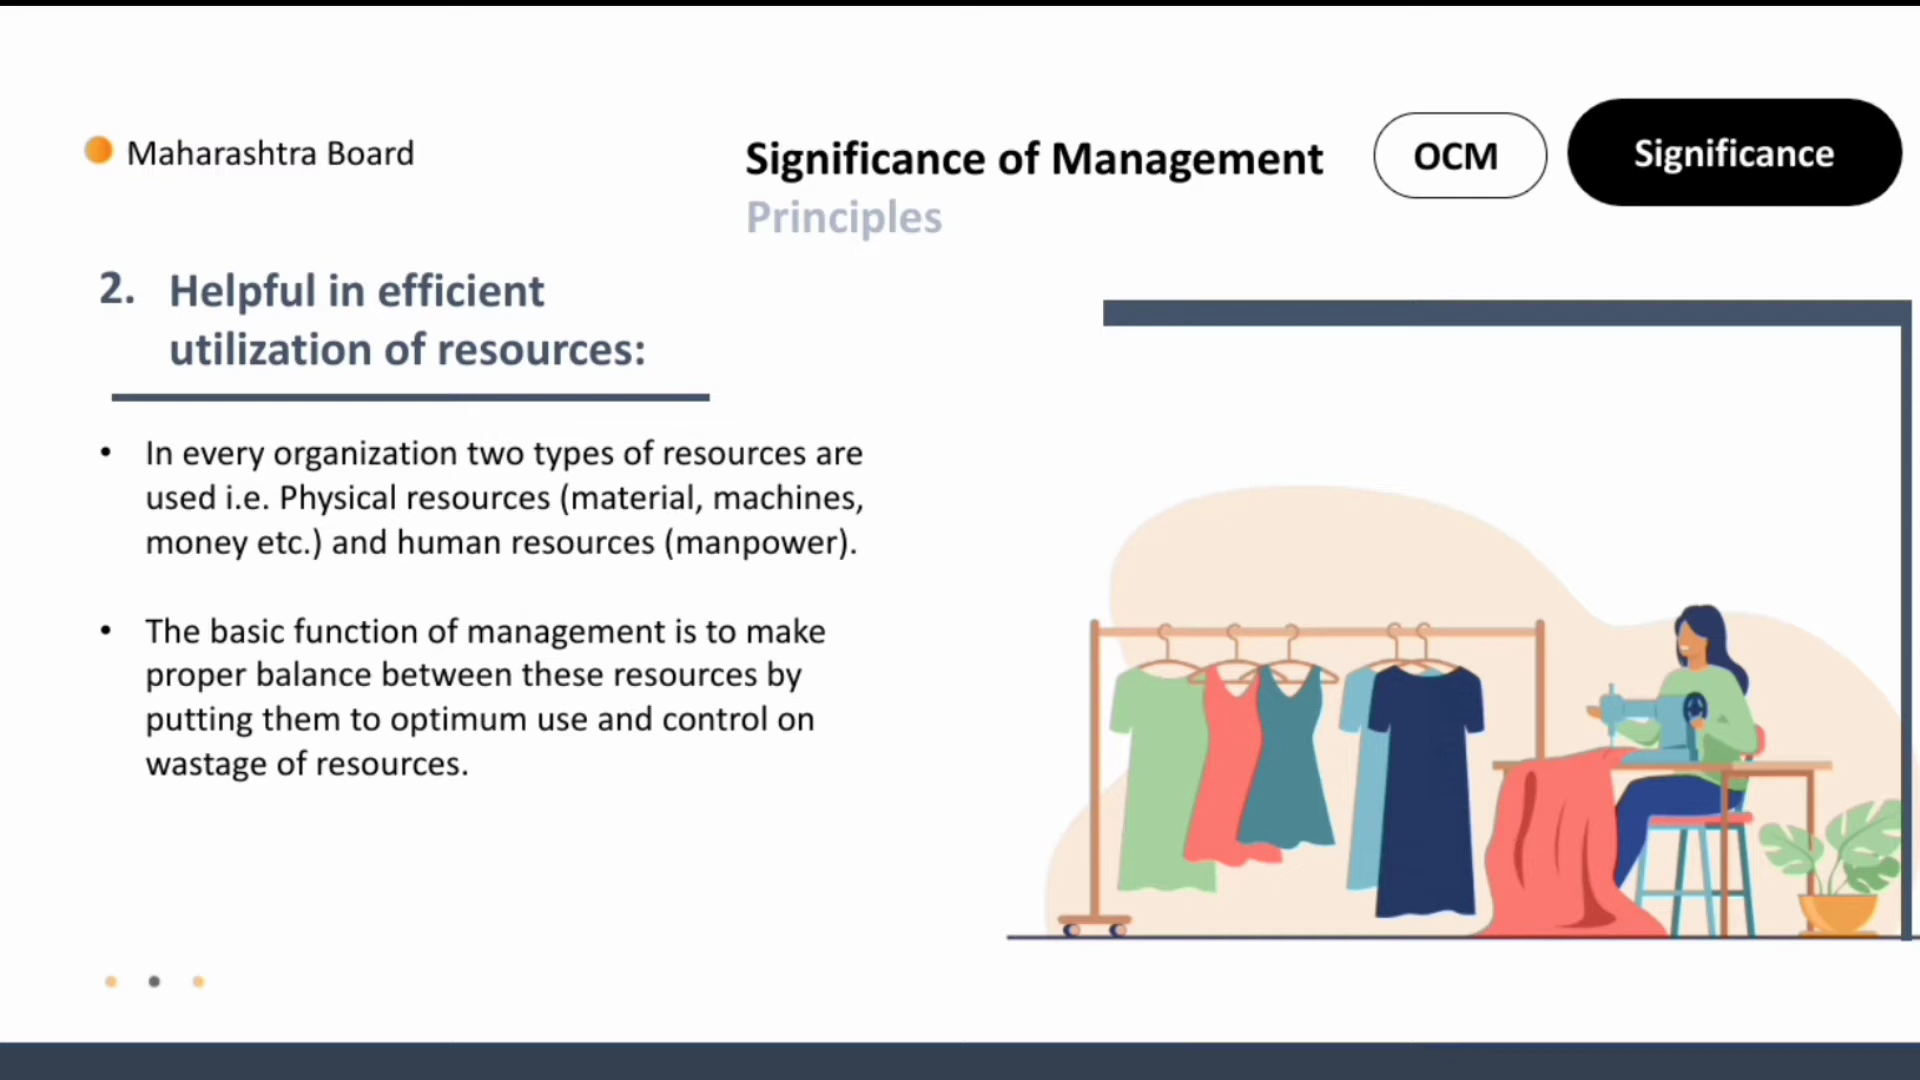 Maharashtra Board
Significance of Management
Principles
OCM
Significance
2. Helpful in efficient
utilization of resources:
• In every organization two types of resources are
used i.e. Physical resources (material, machines,
money etc.) and human resources (manpower).
• The basic function of management is to make
proper balance between these resources by
putting them to optimum use and control on
wastage of resources.